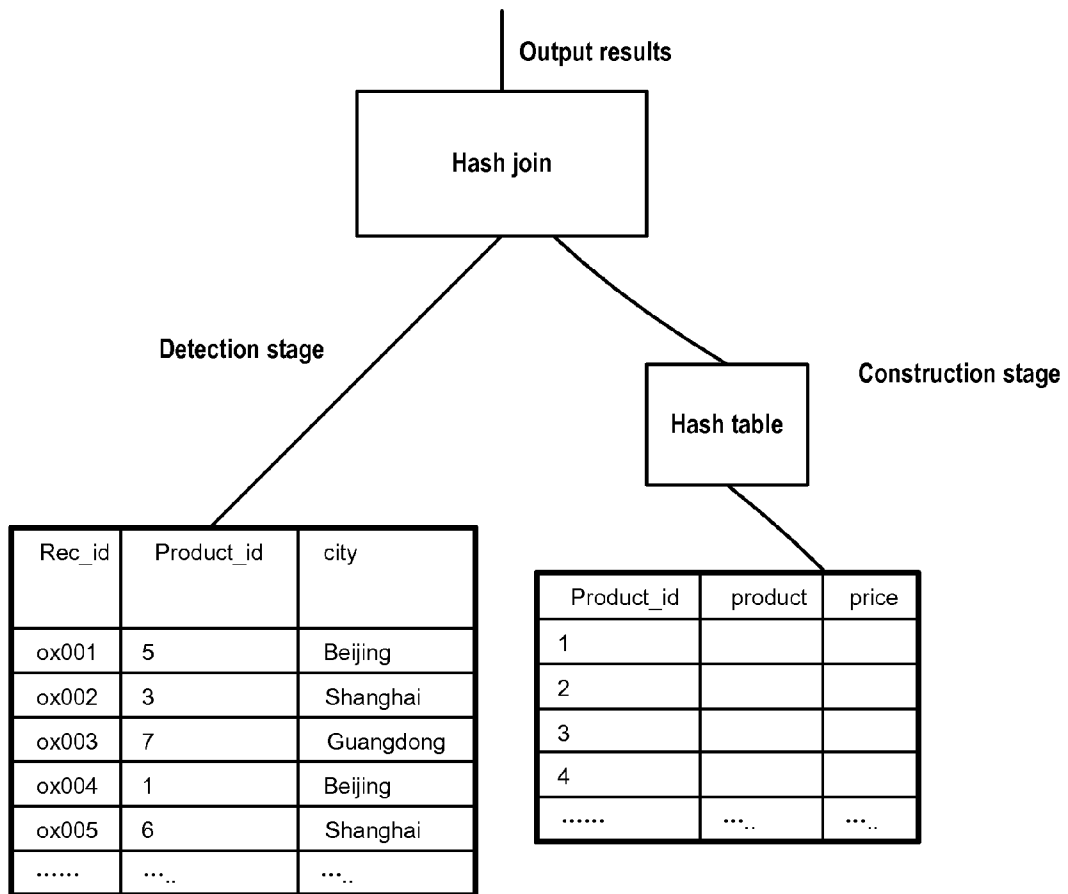 Output results
Hash join
Detection stage
Construction stage
Hash table
Rec_id Product_id city
ox001 5 Beijing
ox002 3 Shanghai
ox003 7 Guangdong
ox004 1 Beijing
ox005 6 Shanghai
...... ..... .....
Product_id product price
1
2
3
4
...... ..... .....